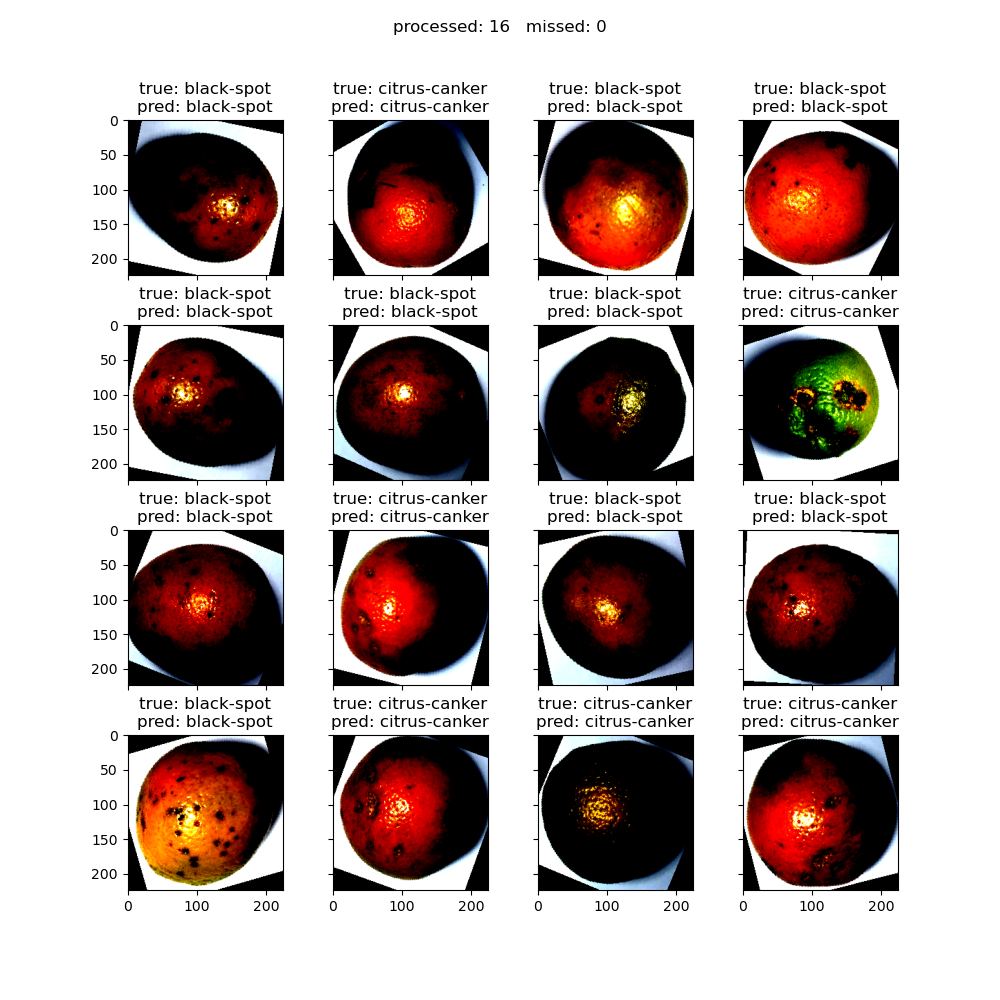 processed: 16   missed: 0
true: black-spot
pred: black-spot
true: citrus-canker
pred: citrus-canker
true: black-spot
pred: black-spot
true: black-spot
pred: black-spot
0
50
100
150
200
true: black-spot
pred: black-spot
true: black-spot
pred: black-spot
true: black-spot
pred: black-spot
true: citrus-canker
pred: citrus-canker
0
50
100
150
200
true: black-spot
pred: black-spot
true: citrus-canker
pred: citrus-canker
true: black-spot
pred: black-spot
true: black-spot
pred: black-spot
0
50
100
150
200
true: black-spot
pred: black-spot
true: citrus-canker
pred: citrus-canker
true: citrus-canker
pred: citrus-canker
true: citrus-canker
pred: citrus-canker
0
50
100
150
200
0 100 200
0 100 200
0 100 200
0 100 200